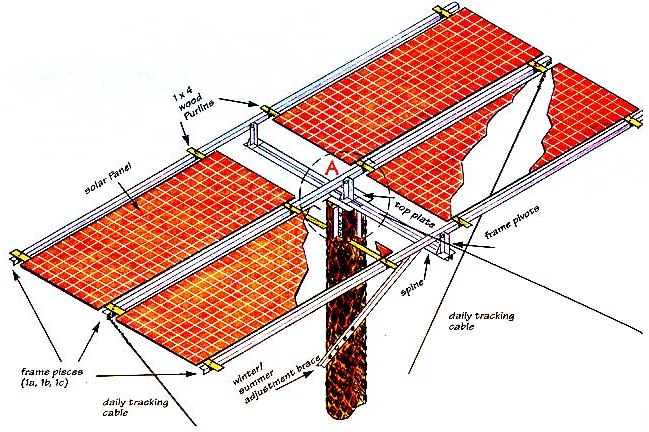 1 x 4
wood
Purlins
solar Panel
A
top plate
frame pivots
spine
daily tracking
cable
frame pieces
(1a, 1b, 1c)
daily tracking
cable
winter/
summer
adjustment brace